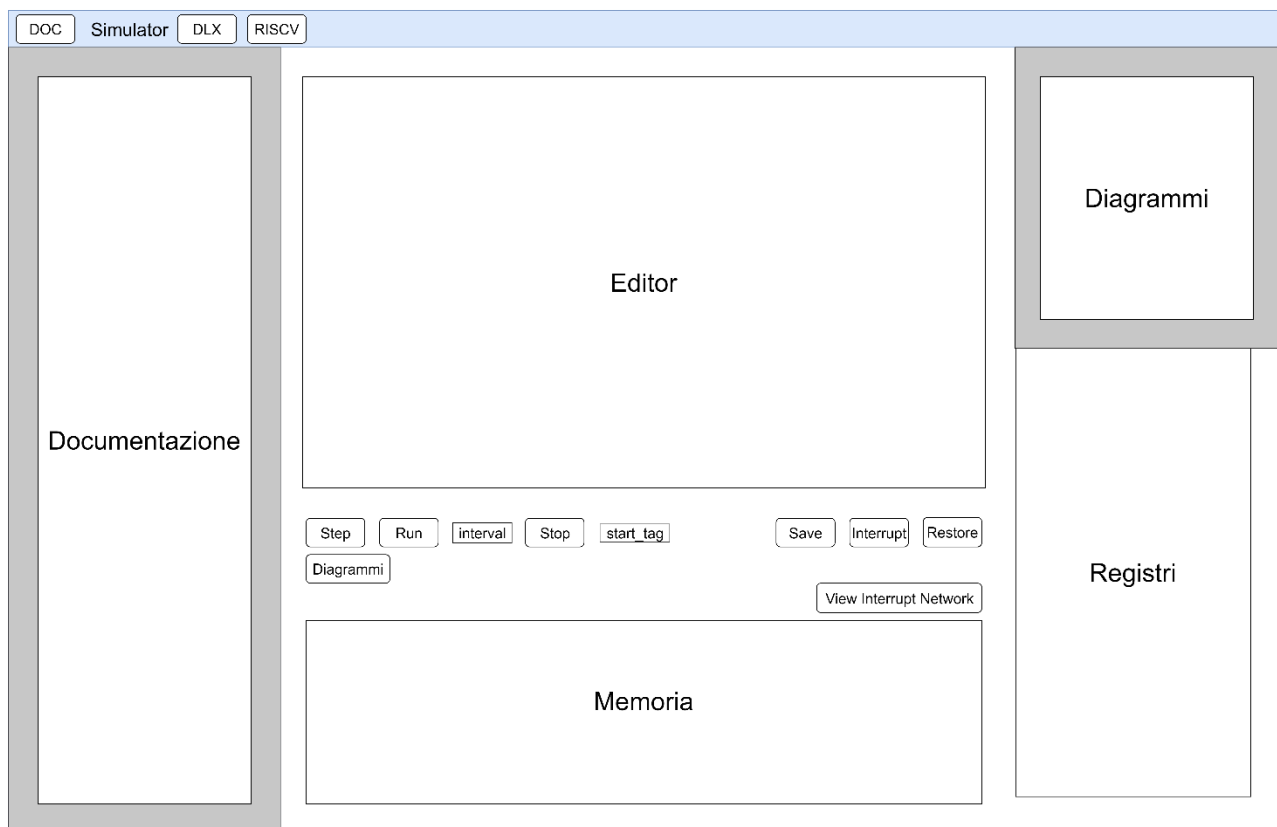 DOC Simulator DLX RISCV
Documentazione
Editor
Step Run interval Stop start_tag Save Interrupt Restore
Diagrammi
View Interrupt Network
Memoria
Diagrammi
Registri